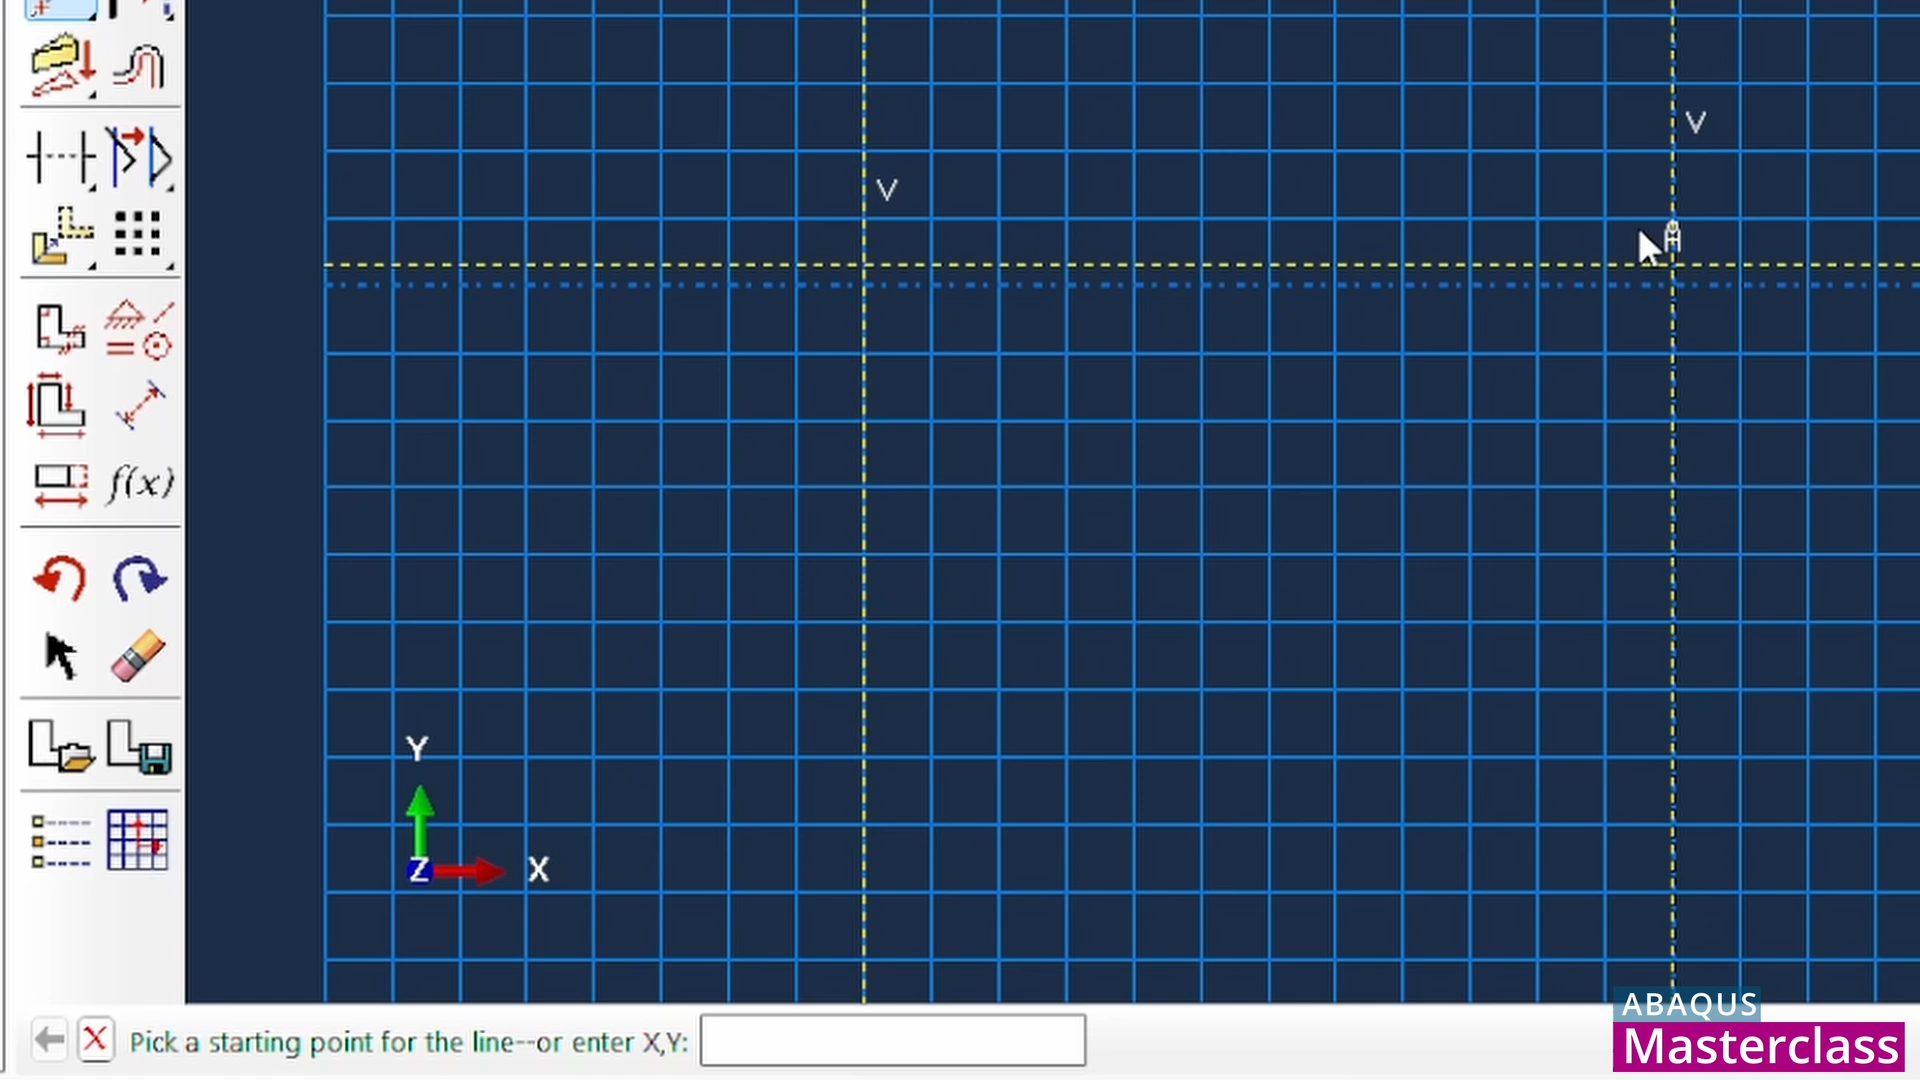 V
V
H
f(x)
Y
Z
X
Pick a starting point for the line--or enter X,Y:
ABAQUS
Masterclass